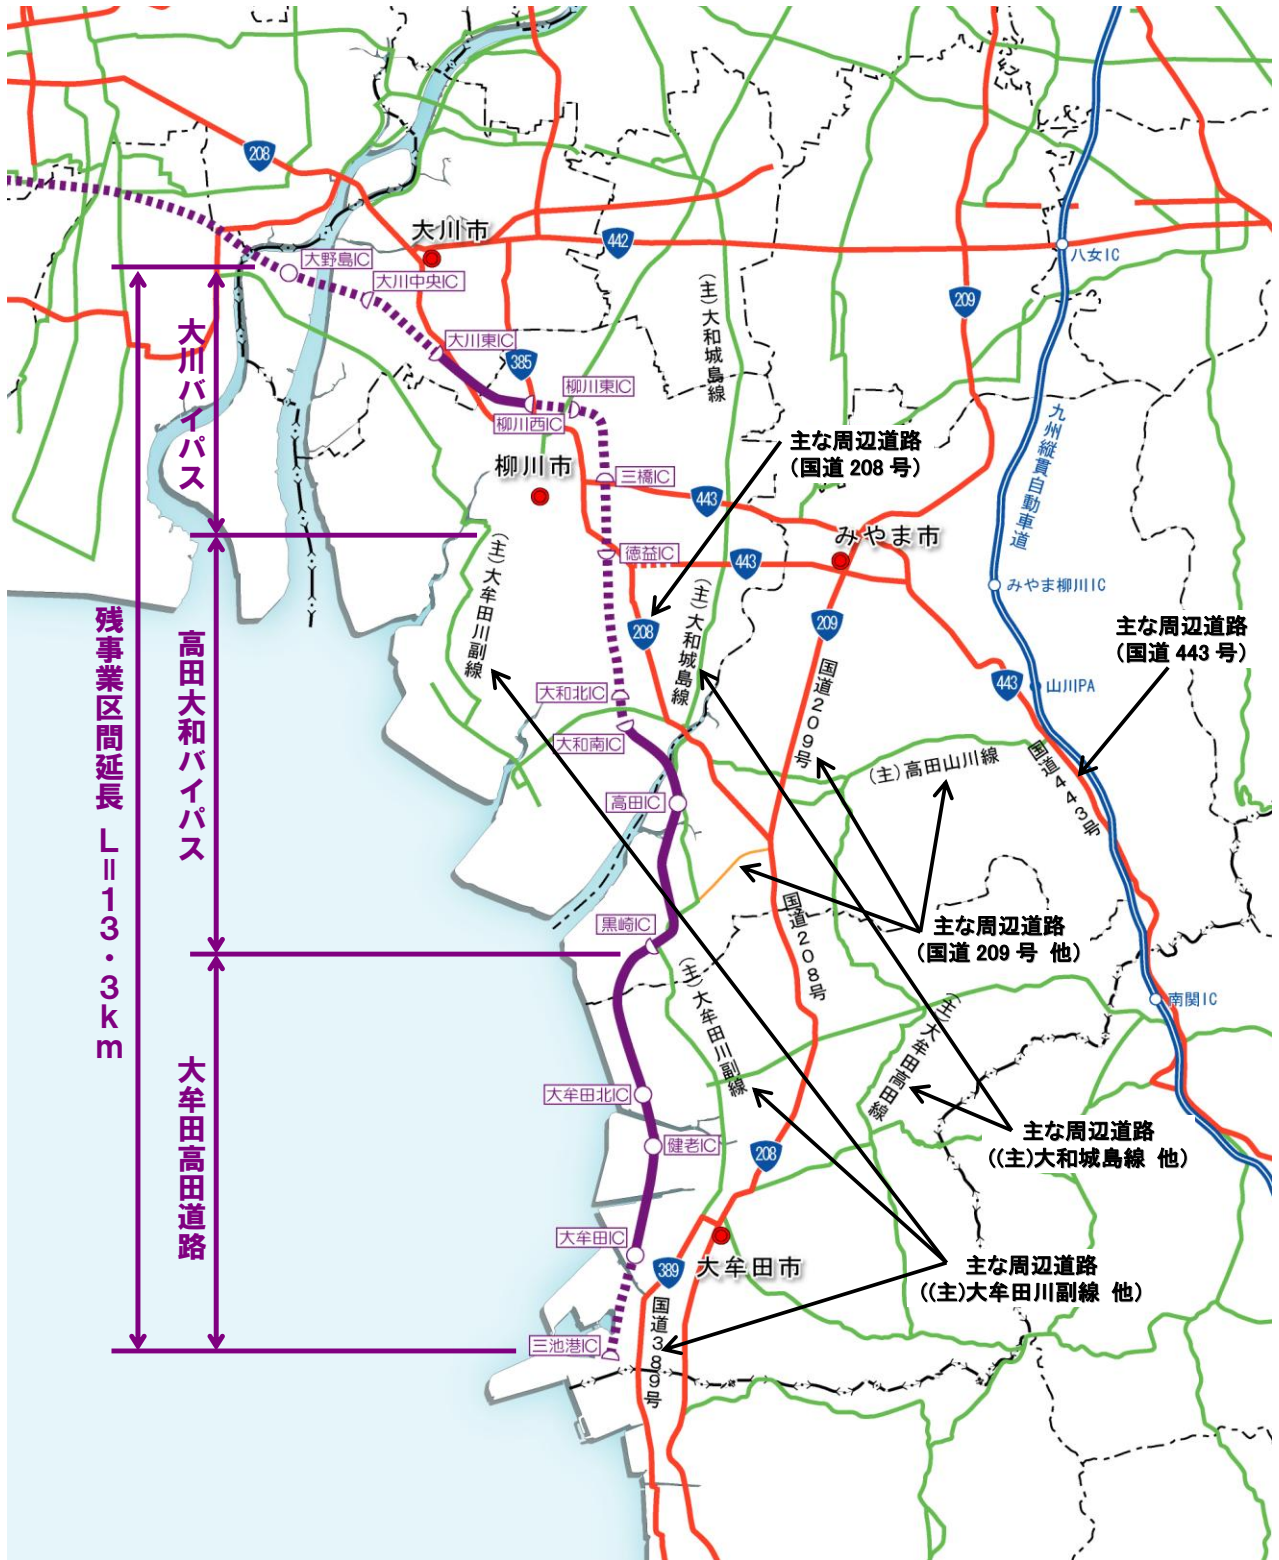 208
大川市
442
大野島IC
大川中央IC
八女IC
(主)大和城島線
209
大川東IC
385
柳川東IC
柳川西IC
大川バイパス
九州縦貫自動車道
主な周辺道路
(国道 208 号)
柳川市
三橋IC
443
みやま市
徳益IC
443
(主)大牟田川副線
(主)大和城島線
みやま柳川IC
残事業区間延長 L=13・3km
高田大和バイパス
208
209
主な周辺道路
(国道 443 号)
国道209号
443
山川PA
大和北IC
大和南IC
(主)高田山川線
国道443号
高田IC
国道208号
黒崎IC
主な周辺道路
(国道 209 号 他)
(主)大牟田川副線
(主)大牟田高田線
南関IC
大牟田高田道路
大牟田北IC
健老IC
208
主な周辺道路
((主)大和城島線 他)
大牟田IC
389
大牟田市
主な周辺道路
((主)大牟田川副線 他)
国道389号
三池港IC